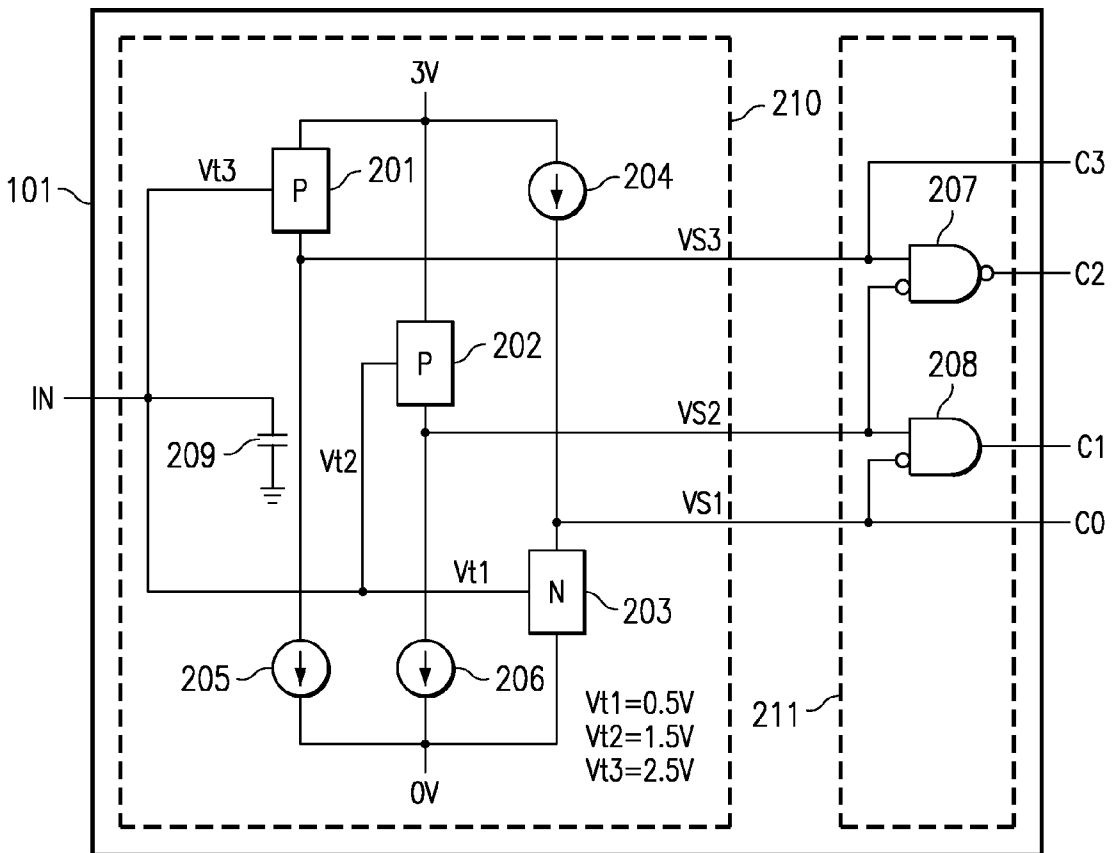 3V
210
C3
Vt3
P
201
204
207
101
VS3
C2
P
202
208
IN
VS2
209
Vt2
C1
VS1
C0
Vt1
N
203
205
206
Vt1=0.5V
Vt2=1.5V
Vt3=2.5V
211
0V